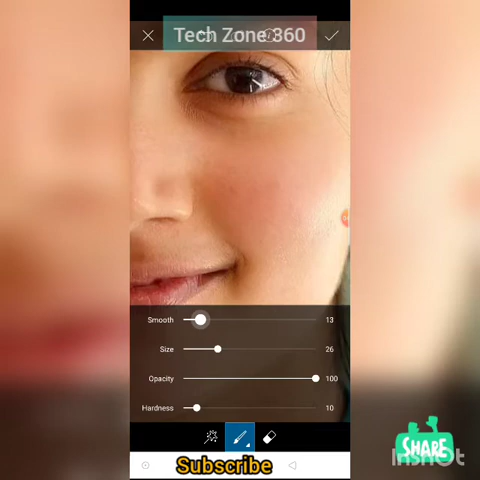 Tech Zone 360
Smooth 13
Size 26
Opacity 100
Hardness 10
SHARE
InShot
Subscribe